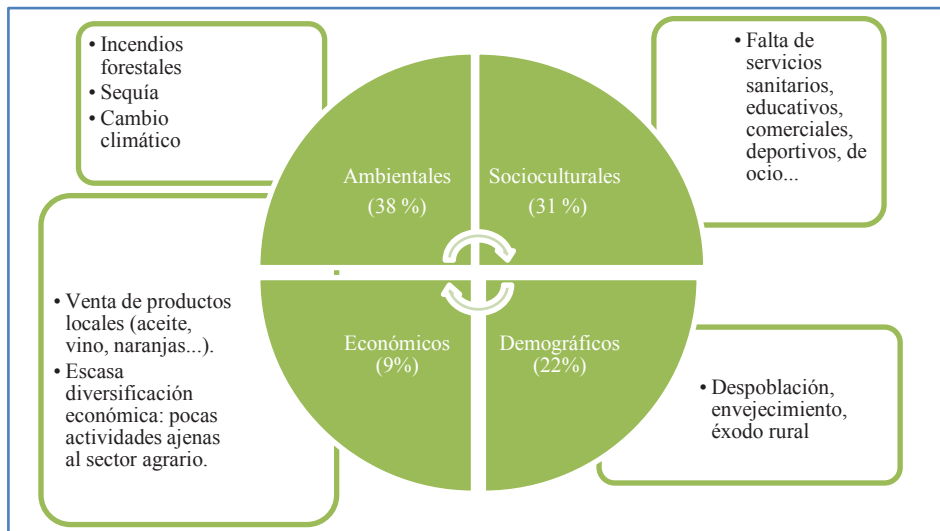 • Incendios
forestales
• Sequía
• Cambio
climático
• Falta de
servicios
sanitarios,
educativos,
comerciales,
deportivos, de
ocio...
Ambientales
(38 %)
Socioculturales
(31 %)
• Venta de productos
locales (aceite,
vino, naranjas...).
• Escasa
diversificación
económica: pocas
actividades ajenas
al sector agrario.
Económicos
(9%)
Demográficos
(22%)
• Despoblación,
envejecimiento,
éxodo rural